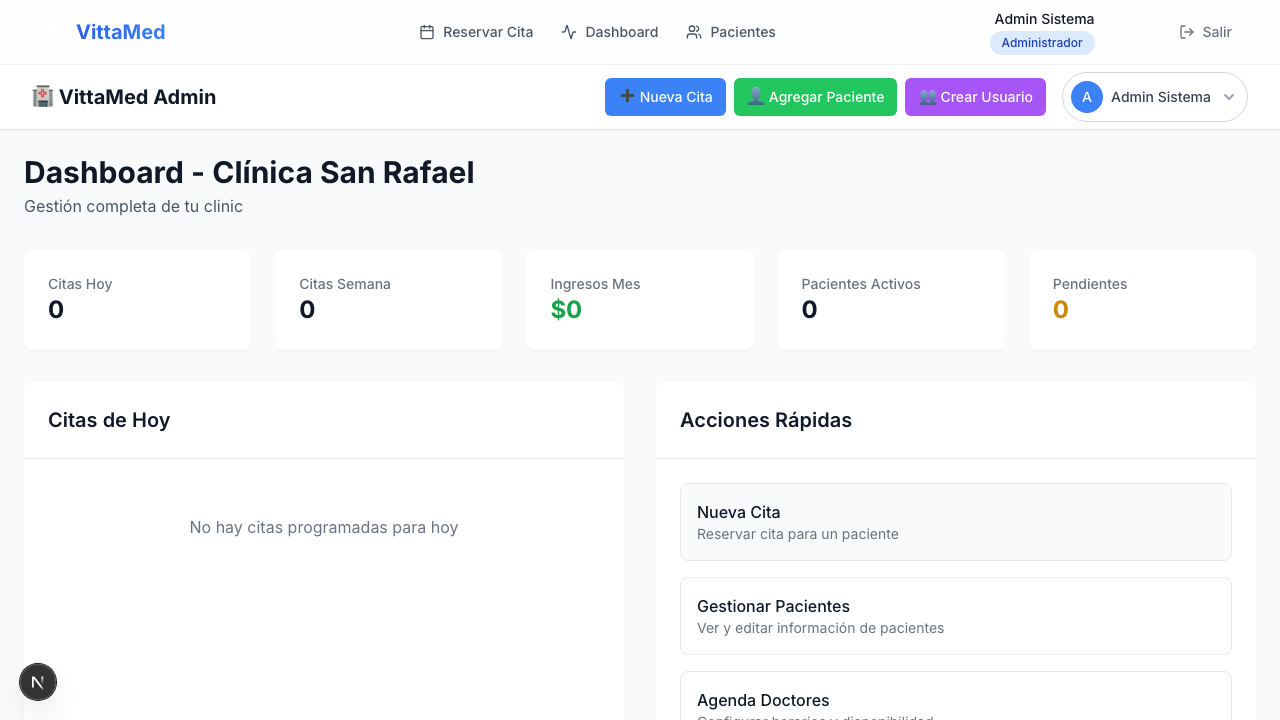 VittaMed
Reservar Cita
Dashboard
Pacientes
Admin Sistema
Administrador
Salir
VittaMed Admin
Nueva Cita
Agregar Paciente
Crear Usuario
A
Admin Sistema
Dashboard - Clínica San Rafael
Gestión completa de tu clinic
Citas Hoy
0
Citas Semana
0
Ingresos Mes
$0
Pacientes Activos
0
Pendientes
0
Citas de Hoy
No hay citas programadas para hoy
Acciones Rápidas
Nueva Cita
Reservar cita para un paciente
Gestionar Pacientes
Ver y editar información de pacientes
Agenda Doctores
Configurar horarios y disponibilidad
N